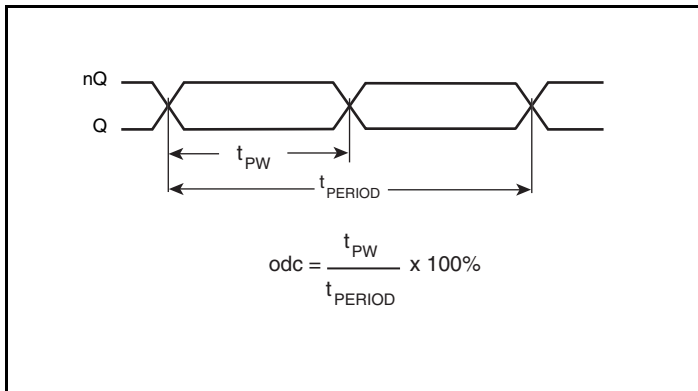 nQ
Q
tPW
tPERIOD
odc = tPW / tPERIOD x 100%